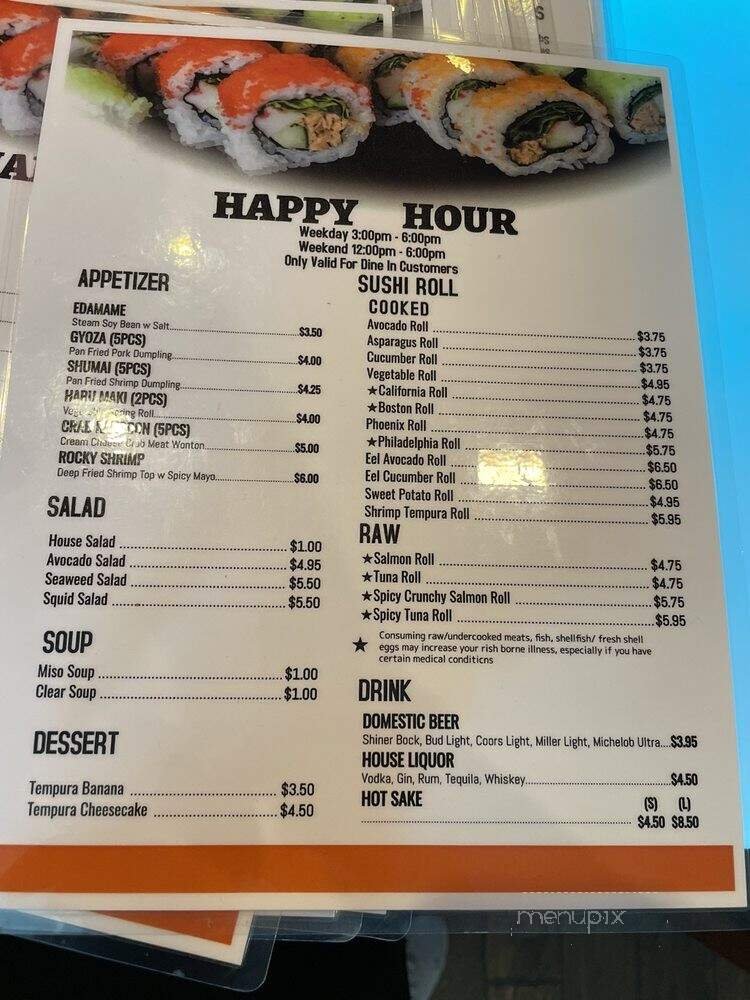 HAPPY HOUR
Weekday 3:00pm - 6:00pm
Weekend 12:00pm - 6:00pm
Only Valid For Dine In Customers
APPETIZER
EDAMAME
Steam Soy Bean w Salt $3.50
GYOZA (5PCS)
Pan Fried Pork Dumpling $4.00
SHUMAI (5PCS)
Pan Fried Shrimp Dumpling $4.25
HARU MAKI (2PCS)
Spring Roll $4.00
(5PCS)
Cream Cheese Crab Meat Wonton $5.00
ROCKY SHRIMP
Deep Fried Shrimp Top w Spicy Mayo $6.00
SALAD
House Salad $1.00
Avocado Salad $4.95
Seaweed Salad $5.50
Squid Salad $5.50
SOUP
Miso Soup $1.00
Clear Soup $1.00
DESSERT
Tempura Banana $3.50
Tempura Cheesecake $4.50
SUSHI ROLL
COOKED
Avocado Roll $3.75
Asparagus Roll $3.75
Cucumber Roll $3.75
Vegetable Roll $4.95
★California Roll $4.75
★Boston Roll $4.75
Phoenix Roll $4.75
★Philadelphia Roll $5.75
Eel Avocado Roll $6.50
Eel Cucumber Roll $6.50
Sweet Potato Roll $4.95
Shrimp Tempura Roll $5.95
RAW
★Salmon Roll $4.75
★Tuna Roll $4.75
★Spicy Crunchy Salmon Roll $5.75
★Spicy Tuna Roll $5.95
★ Consuming raw/undercooked meats, fish, shellfish/ fresh shell
eggs may increase your rish borne illness, especially if you have
certain medical conditicns
DRINK
DOMESTIC BEER
Shiner Bock, Bud Light, Coors Light, Miller Light, Michelob Ultra....$3.95
HOUSE LIQUOR
Vodka, Gin, Rum, Tequila, Whiskey $4.50
HOT SAKE (S) (L)
$4.50 $8.50
menupix